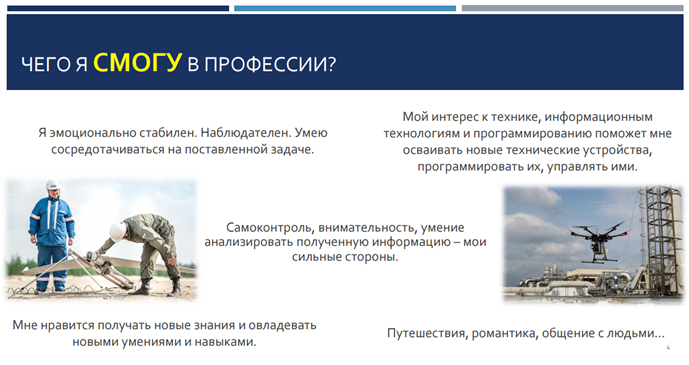 ЧЕГО Я СМОГУ В ПРОФЕССИИ?
Я эмоционально стабилен. Наблюдателен. Умею
сосредотачиваться на поставленной задаче.
Мой интерес к технике, информационным
технологиям и программированию поможет мне
осваивать новые технические устройства,
программировать их, управлять ими.
Самоконтроль, внимательность, умение
анализировать полученную информацию – мои
сильные стороны.
Мне нравится получать новые знания и овладевать
новыми умениями и навыками.
Путешествия, романтика, общение с людьми…
4